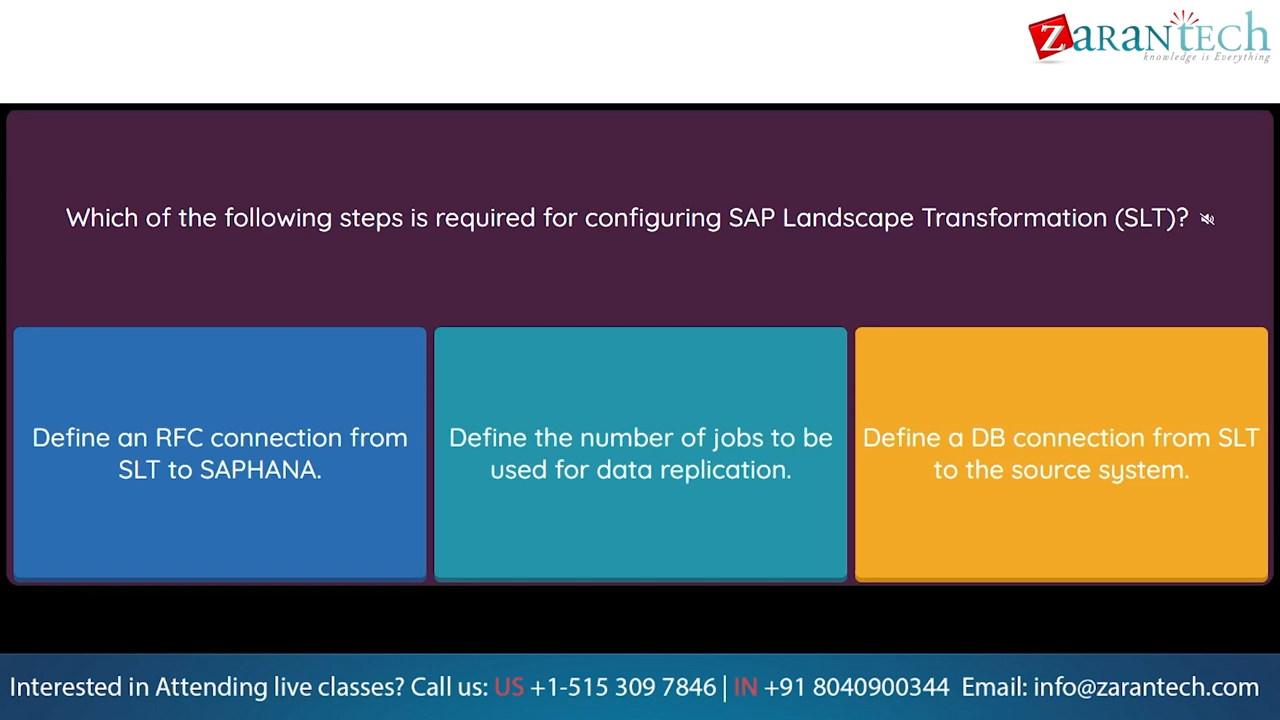 ZARANTECH
knowledge is Everything
Which of the following steps is required for configuring SAP Landscape Transformation (SLT)?
Define an RFC connection from
SLT to SAPHANA.
Define the number of jobs to be
used for data replication.
Define a DB connection from SLT
to the source system.
Interested in Attending live classes? Call us: US +1-515 309 7846 | IN +91 8040900344 Email: info@zarantech.com